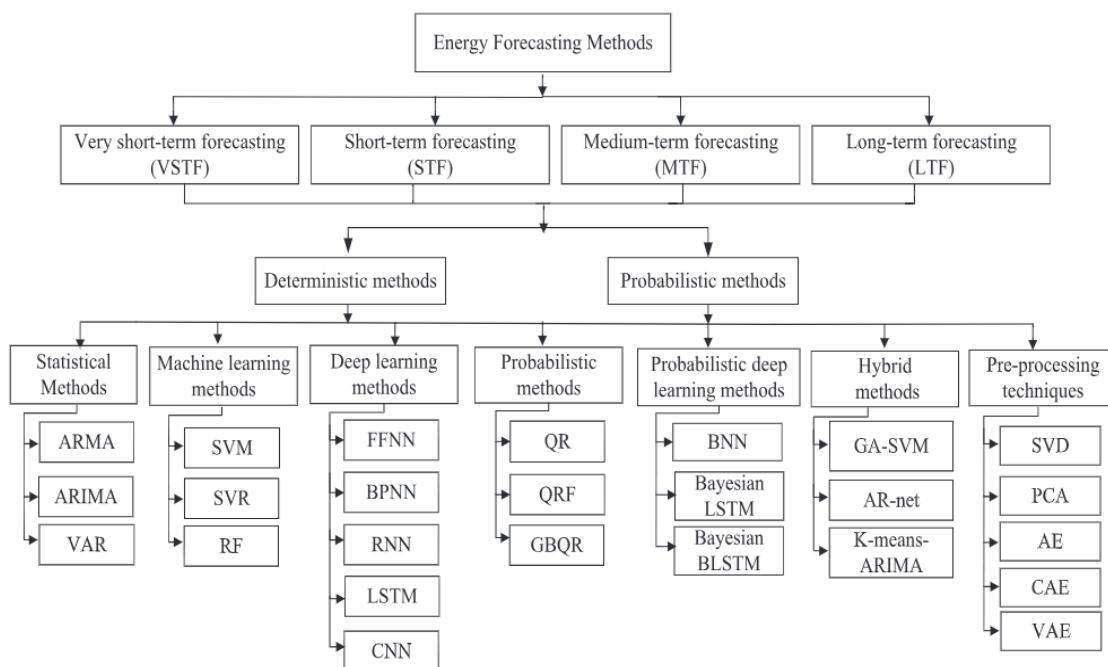 Energy Forecasting Methods
Very short-term forecasting
(VSTF)
Short-term forecasting
(STF)
Medium-term forecasting
(MTF)
Long-term forecasting
(LTF)
Deterministic methods
Probabilistic methods
Statistical
Methods
Machine learning
methods
Deep learning
methods
Probabilistic
methods
Probabilistic deep
learning methods
Hybrid
methods
Pre-processing
techniques
ARMA
ARIMA
VAR
SVM
SVR
RF
FFNN
BPNN
RNN
LSTM
CNN
QR
QRF
GBQR
BNN
Bayesian
LSTM
Bayesian
BLSTM
GA-SVM
AR-net
K-means-
ARIMA
SVD
PCA
AE
CAE
VAE